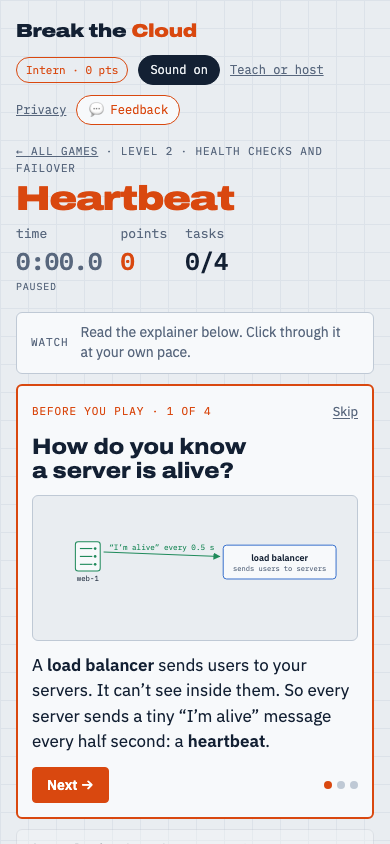 Break the Cloud
Intern · 0 pts
Sound on
Teach or host
Privacy
💬 Feedback
← ALL GAMES · LEVEL 2 · HEALTH CHECKS AND
FAILOVER
Heartbeat
time points tasks
0:00.0 0 0/4
PAUSED
WATCH
Read the explainer below. Click through it
at your own pace.
BEFORE YOU PLAY · 1 OF 4
Skip
How do you know
a server is alive?
“I’m alive” every 0.5 s
web-1
load balancer
sends users to servers
A load balancer sends users to your
servers. It can’t see inside them. So every
server sends a tiny “I’m alive” message
every half second: a heartbeat.
Next →